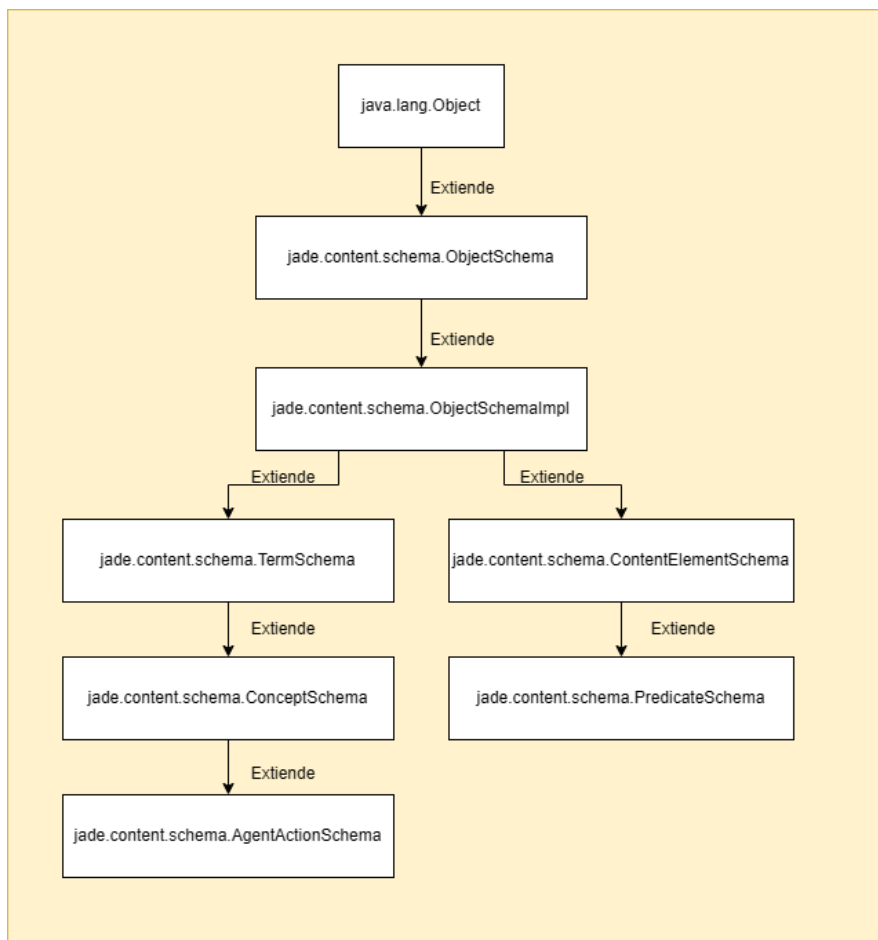 java.lang.Object
Extiende
jade.content.schema.ObjectSchema
Extiende
jade.content.schema.ObjectSchemaImpl
Extiende
Extiende
jade.content.schema.TermSchema
jade.content.schema.ContentElementSchema
Extiende
Extiende
jade.content.schema.ConceptSchema
jade.content.schema.PredicateSchema
Extiende
jade.content.schema.AgentActionSchema